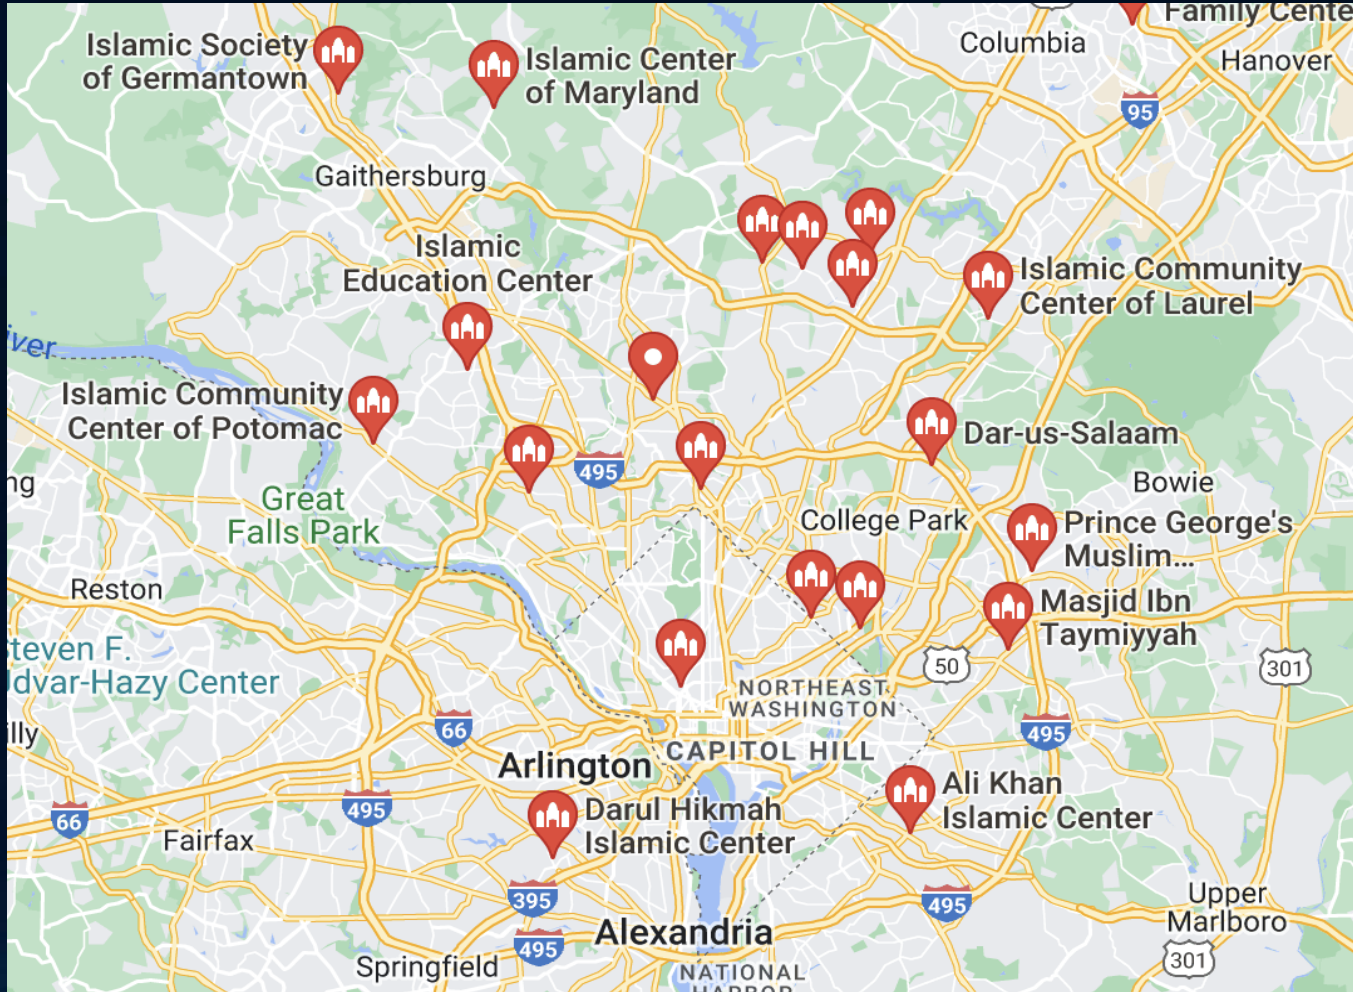 Family Cente
Islamic Society
of Germantown
Islamic Center
of Maryland
Columbia
Hanover
95
Gaithersburg
Islamic
Education Center
Islamic Community
Center of Laurel
iver
Islamic Community
Center of Potomac
Dar-us-Salaam
495
ng
Bowie
Great
Falls Park
College Park
Prince George's
Muslim...
Reston
Masjid Ibn
Taymiyyah
Steven F.
Udvar-Hazy Center
50
301
NORTHEAST
WASHINGTON
illy
66
495
CAPITOL HILL
Arlington
Ali Khan
Islamic Center
Darul Hikmah
Islamic Center
66
495
Fairfax
395
495
Upper
Marlboro
Alexandria
495
301
Springfield
NATIONAL
HARBOR